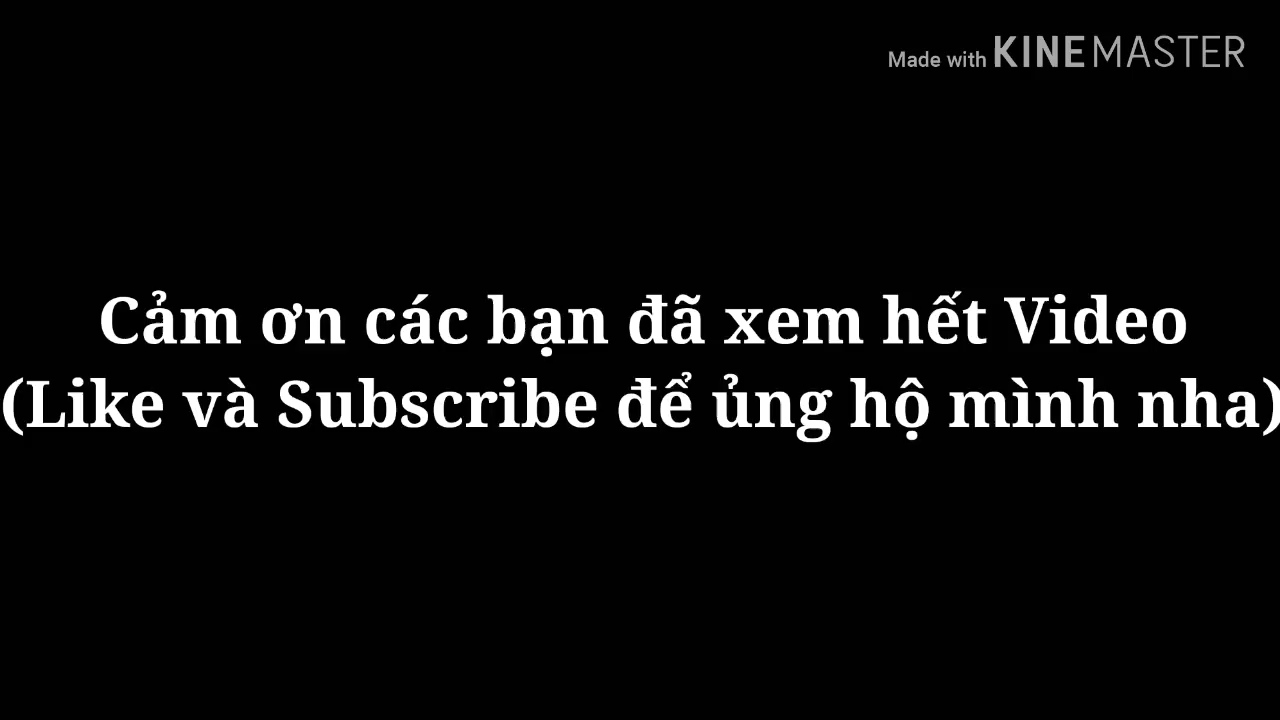 Made with KINEMASTER
Cảm ơn các bạn đã xem hết Video
(Like và Subscribe để ủng hộ mình nha)